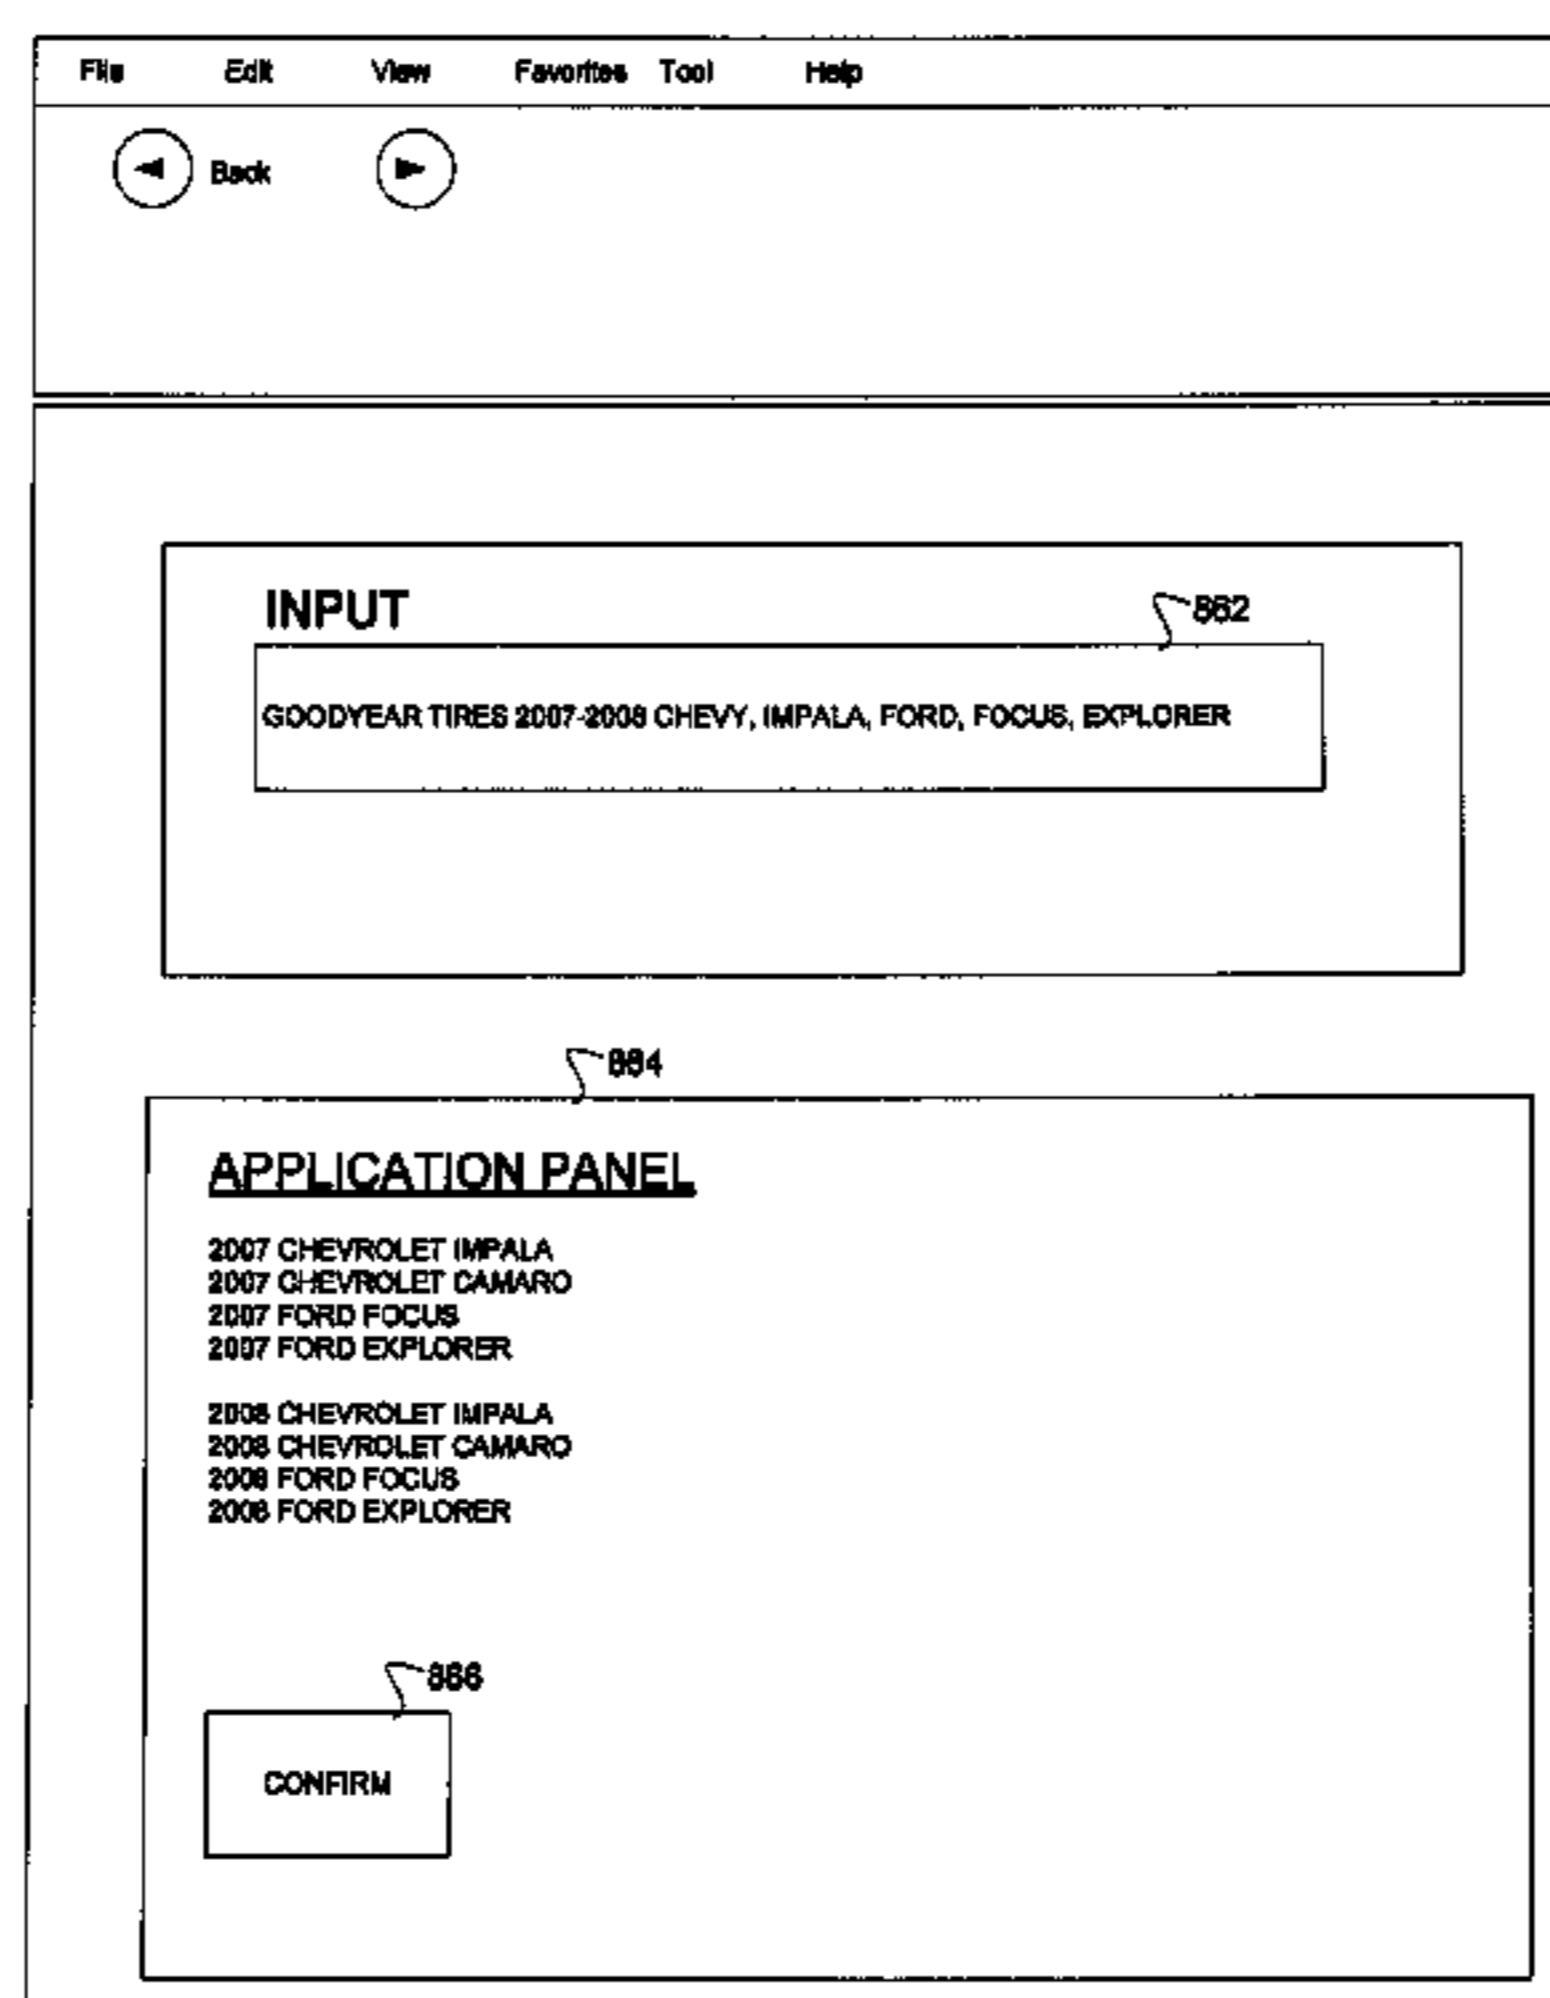 File Edit View Favorites Tool Help
Back
INPUT
862
GOODYEAR TIRES 2007-2008 CHEVY, IMPALA, FORD, FOCUS, EXPLORER
864
APPLICATION PANEL
2007 CHEVROLET IMPALA
2007 CHEVROLET CAMARO
2007 FORD FOCUS
2007 FORD EXPLORER
2008 CHEVROLET IMPALA
2008 CHEVROLET CAMARO
2008 FORD FOCUS
2008 FORD EXPLORER
866
CONFIRM